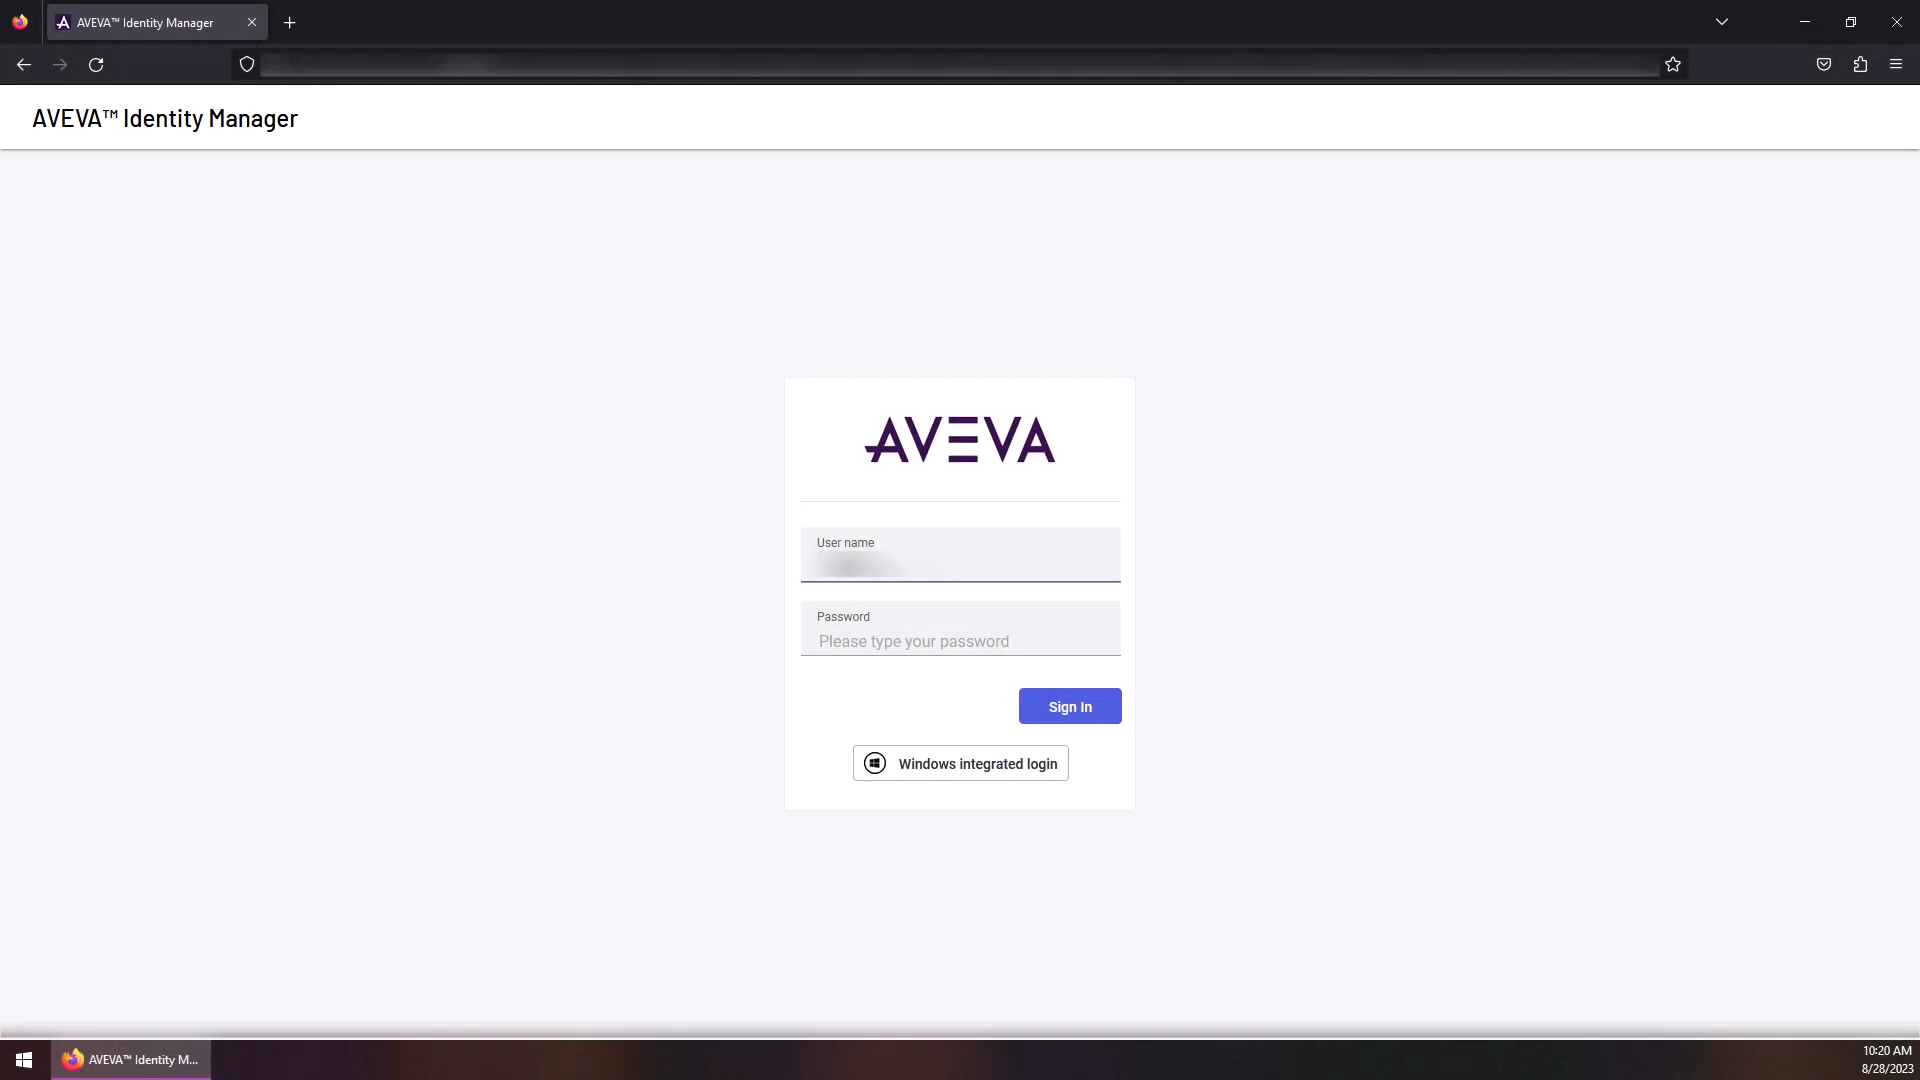 AVEVA™ Identity Manager
AVEVA™ Identity Manager
AVEVA
User name
Password
Please type your password
Sign In
Windows integrated login
AVEVA™ Identity M...
10:20 AM
8/28/2023